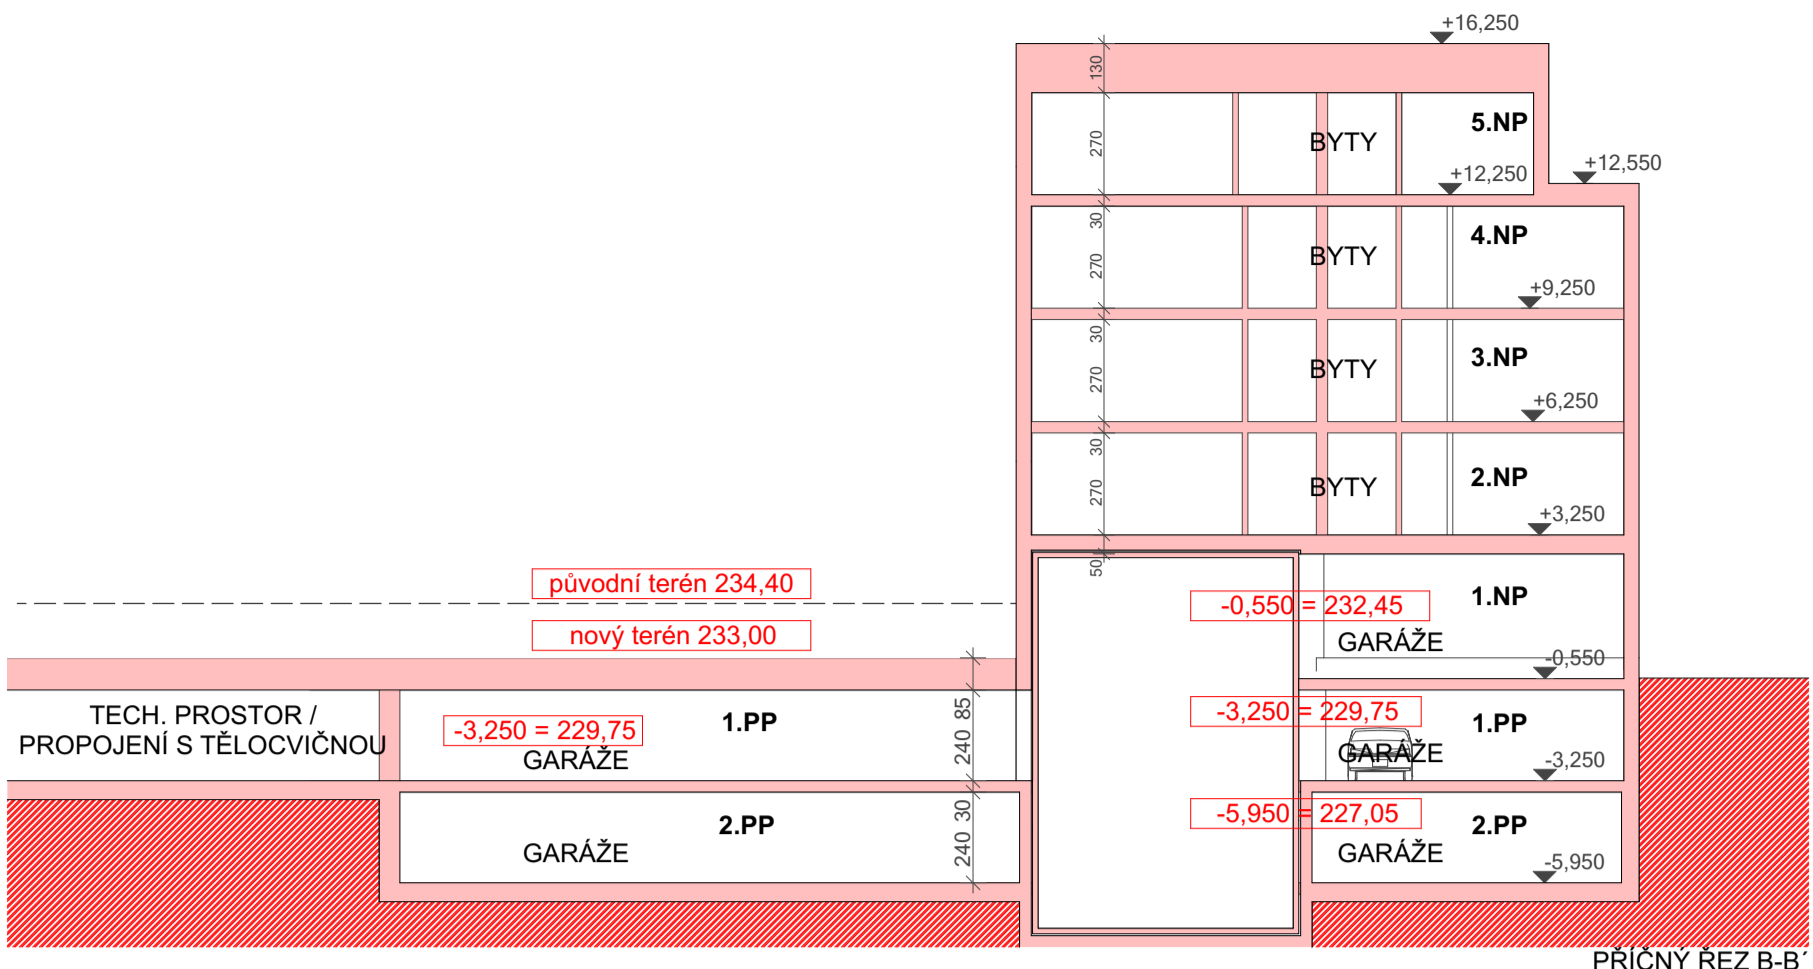 +16,250
130
5.NP
BYTY
270
+12,550
+12,250
30
4.NP
BYTY
270
+9,250
30
3.NP
BYTY
270
+6,250
30
2.NP
BYTY
270
+3,250
50
původní terén 234,40
-0,550 = 232,45
1.NP
nový terén 233,00
GARÁŽE
-0,550
TECH. PROSTOR /
PROPOJENÍ S TĚLOCVIČNOU
-3,250 = 229,75
1.PP
GARÁŽE
240 85
-3,250 = 229,75
1.PP
GARÁŽE
-3,250
2.PP
GARÁŽE
240 30
-5,950 = 227,05
2.PP
GARÁŽE
-5,950
PŘÍČNÝ ŘEZ B-B´